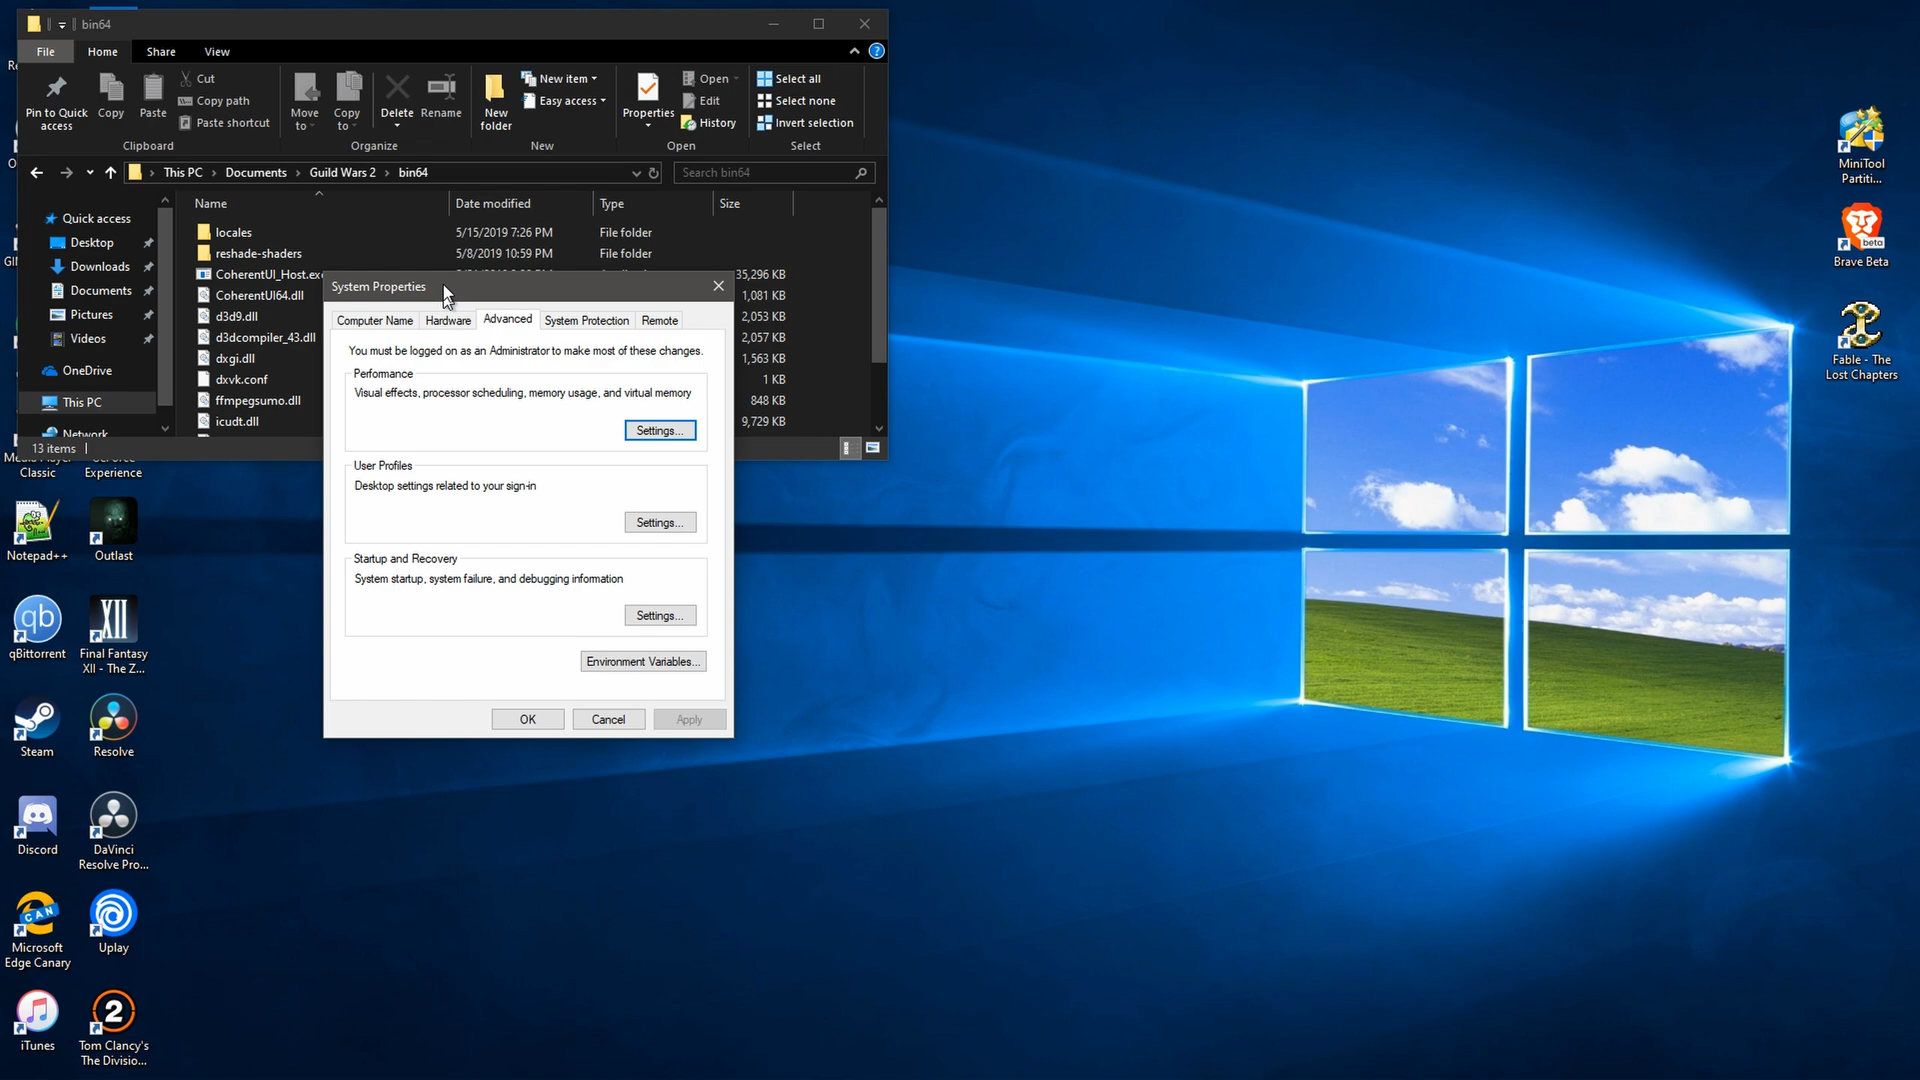 bin64
File
Home
Share
View
Pin to Quick
access
Copy
Paste
Cut
Copy path
Paste shortcut
Clipboard
Move
to
Copy
to
Delete
Rename
Organize
New
folder
New item
Easy access
New
Properties
Open
Edit
History
Open
Select all
Select none
Invert selection
Select
This PC
Documents
Guild Wars 2
bin64
Search bin64
Quick access
Desktop
Downloads
Documents
Pictures
Videos
OneDrive
This PC
Network
Name
Date modified
Type
Size
locales
5/15/2019 7:26 PM
File folder
reshade-shaders
5/8/2019 10:59 PM
File folder
CoherentUI_Host.exe
35,296 KB
CoherentUI64.dll
1,081 KB
d3d9.dll
2,053 KB
d3dcompiler_43.dll
2,057 KB
dxgi.dll
1,563 KB
dxvk.conf
1 KB
ffmpegsumo.dll
848 KB
icudt.dll
9,729 KB
13 items
System Properties
Computer Name
Hardware
Advanced
System Protection
Remote
You must be logged on as an Administrator to make most of these changes.
Performance
Visual effects, processor scheduling, memory usage, and virtual memory
Settings...
User Profiles
Desktop settings related to your sign-in
Settings...
Startup and Recovery
System startup, system failure, and debugging information
Settings...
Environment Variables...
OK
Cancel
Apply
Classic
Experience
Notepad++
Outlast
qb
qBittorrent
XII
Final Fantasy
XII - The Z...
Steam
Resolve
Discord
DaVinci
Resolve Pro...
CAN
Microsoft
Edge Canary
Uplay
iTunes
2
Tom Clancy's
The Divisio...
MiniTool
Partiti...
beta
Brave Beta
Fable - The
Lost Chapters